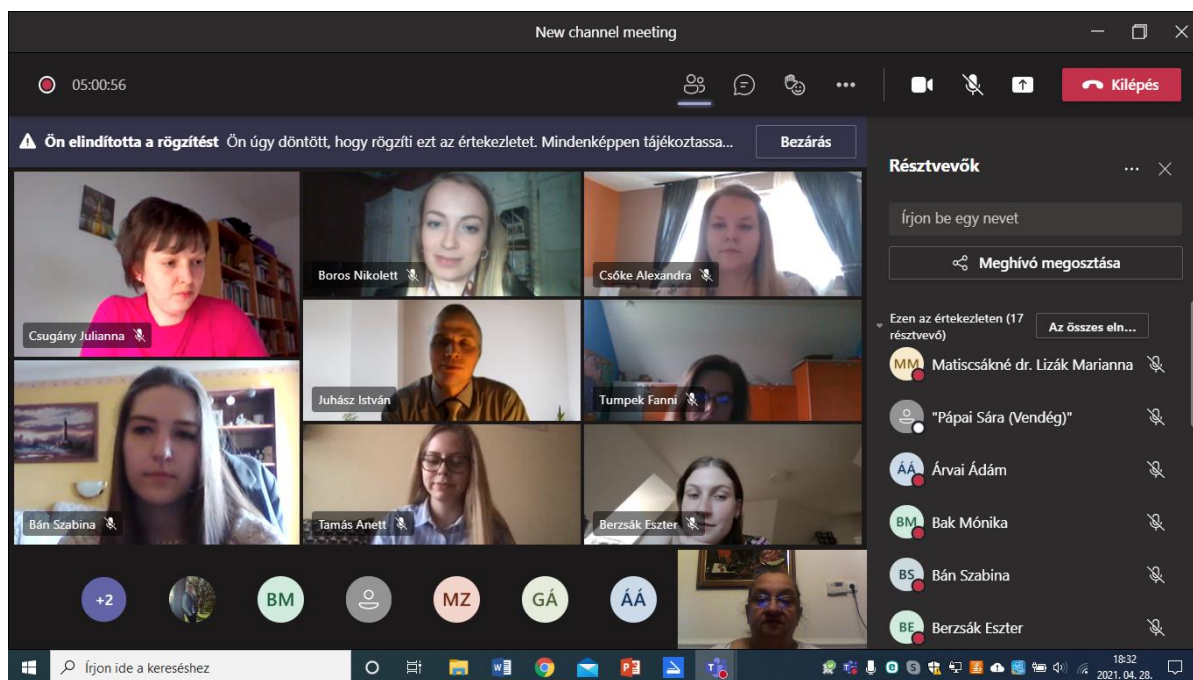 New channel meeting
05:00:56
Kilépés
Ön elindította a rögzítést Ön úgy döntött, hogy rögzíti ezt az értekezletet. Mindenképpen tájékoztassa...
Bezárás
Csugány Julianna
Boros Nikolett
Csőke Alexandra
Juhász István
Tumpek Fanni
Bán Szabina
Tamás Anett
Berzsák Eszter
+2
BM
MZ
GÁ
ÁÁ
Résztvevők
Írjon be egy nevet
Meghívó megosztása
Ezen az értekezleten (17
résztvevő)
Az összes eln...
MM Matiscsákné dr. Lizák Marianna
"Pápai Sára (Vendég)"
ÁÁ Árvai Ádám
BM Bak Mónika
BS Bán Szabina
BE Berzsák Eszter
Írjon ide a kereséshez
18:32
2021. 04. 28.